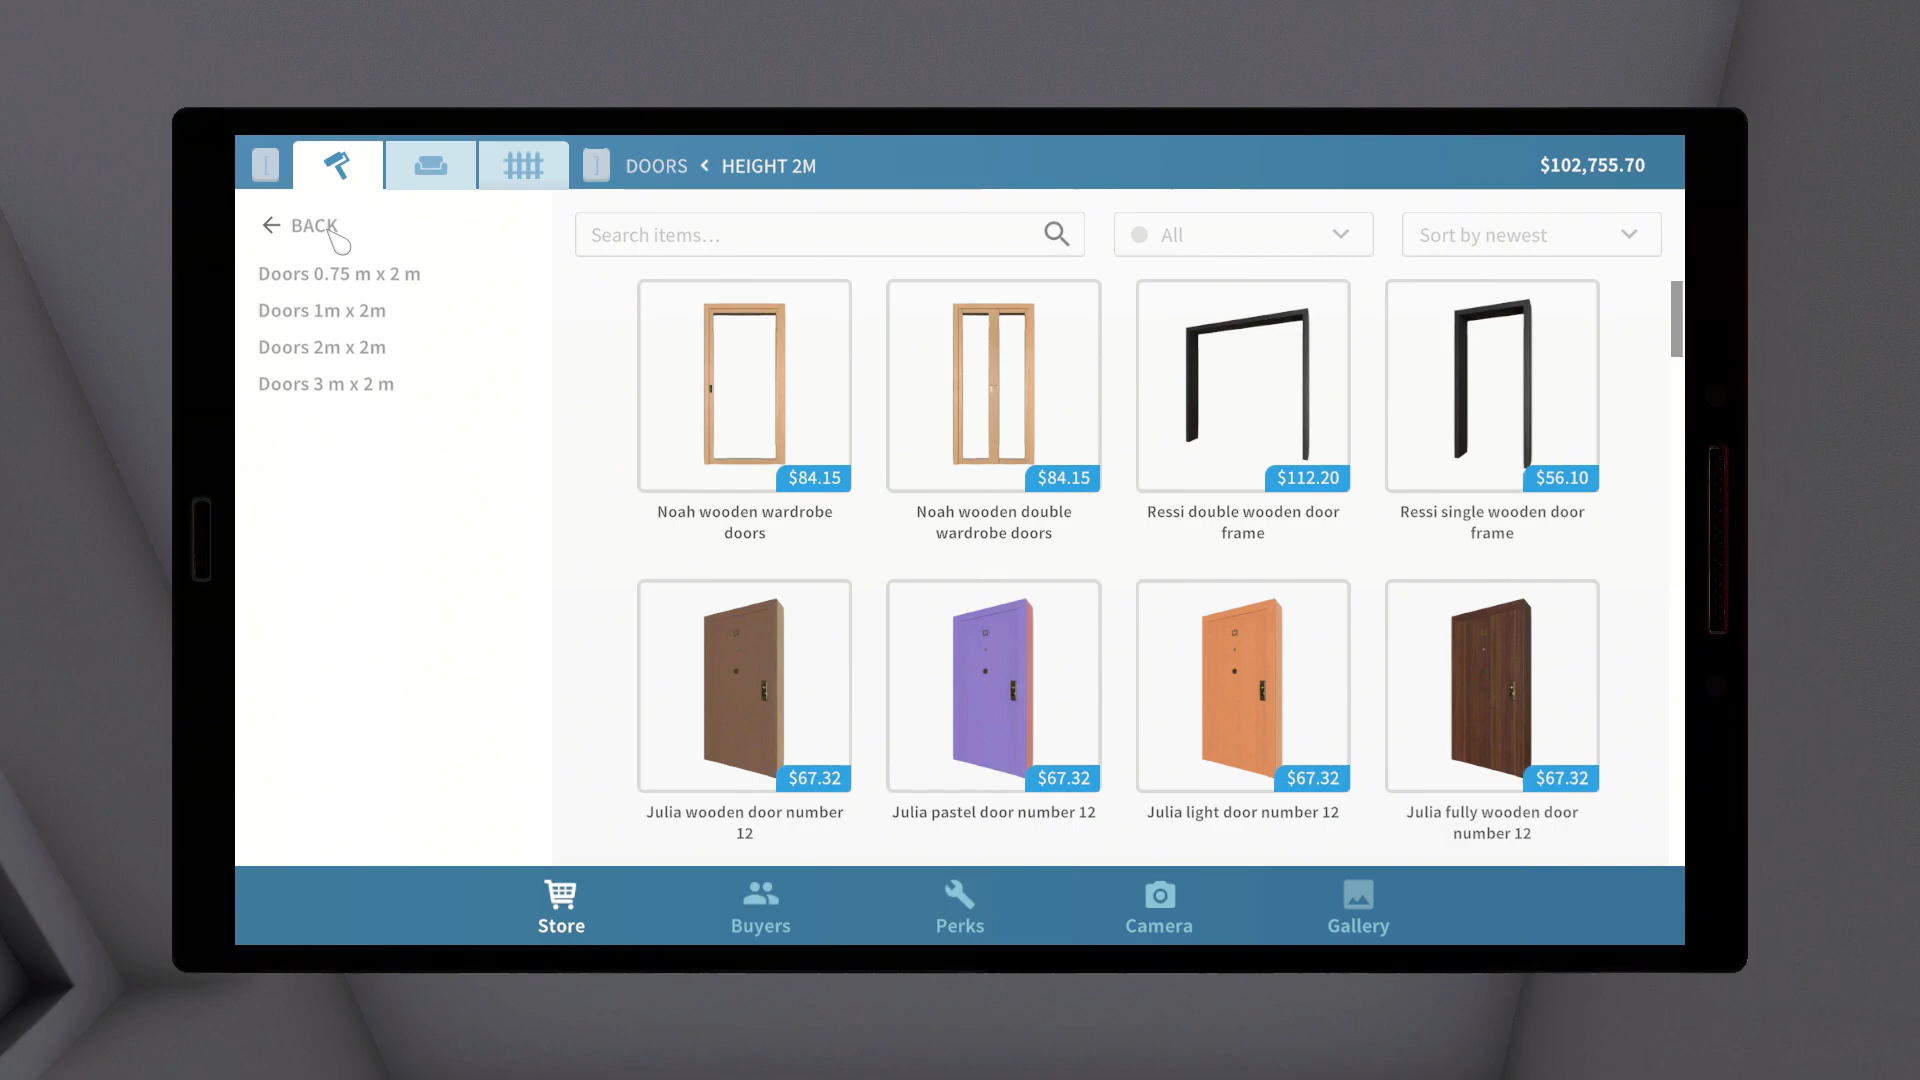 [
]
DOORS < HEIGHT 2M
$102,755.70
BACK
Doors 0.75 m x 2 m
Doors 1m x 2m
Doors 2m x 2m
Doors 3 m x 2 m
Search items...
All
Sort by newest
$84.15
$84.15
$112.20
$56.10
Noah wooden wardrobe
doors
Noah wooden double
wardrobe doors
Ressi double wooden door
frame
Ressi single wooden door
frame
$67.32
$67.32
$67.32
$67.32
Julia wooden door number
12
Julia pastel door number 12
Julia light door number 12
Julia fully wooden door
number 12
Store
Buyers
Perks
Camera
Gallery